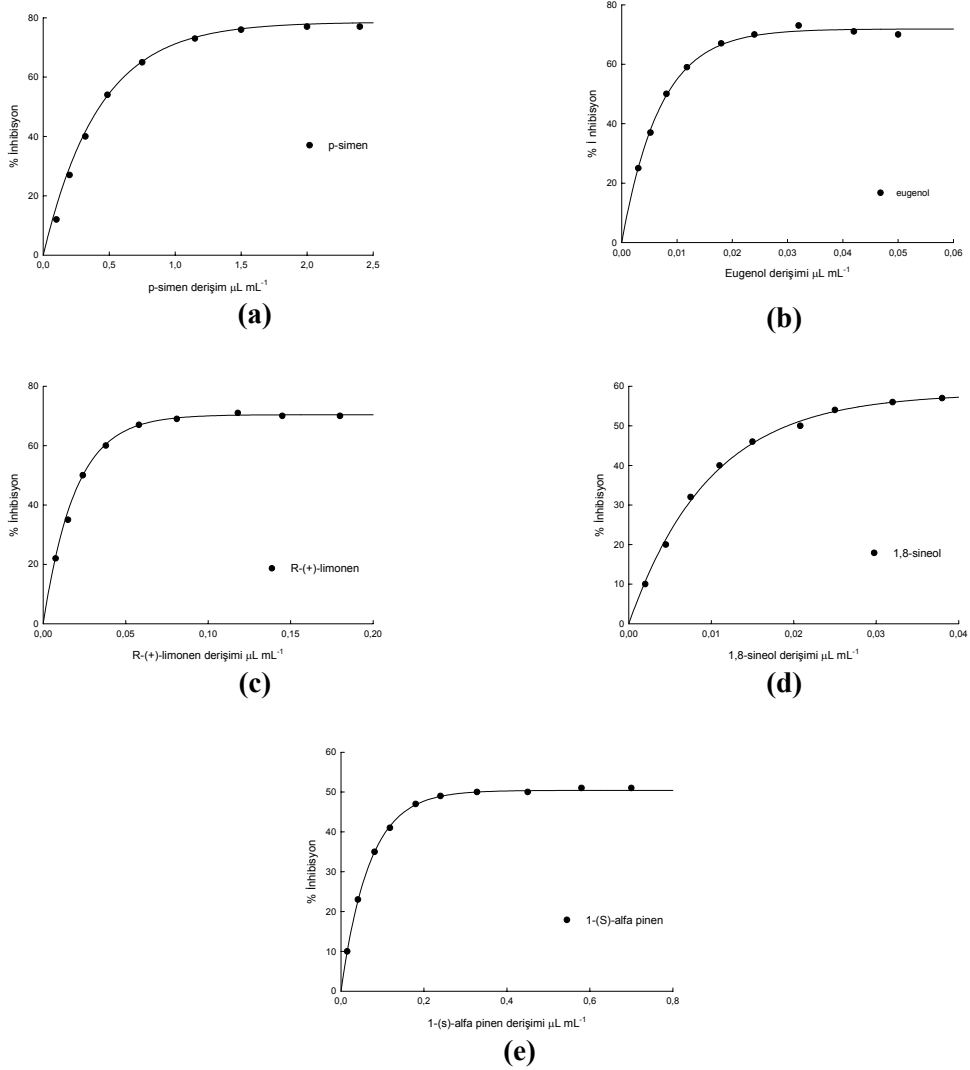 80
60
40
20
0
% İnhibisyon
p-simen
0,0 0,5 1,0 1,5 2,0 2,5
p-simen derişim µL mL-1
(a)
80
60
40
20
0
% İ nhibisyon
eugenol
0,00 0,01 0,02 0,03 0,04 0,05 0,06
Eugenol derişimi µL mL-1
(b)
80
60
40
20
0
% İnhibisyon
R-(+)-limonen
0,00 0,05 0,10 0,15 0,20
R-(+)-limonen derişimi µL mL-1
(c)
60
50
40
30
20
10
0
% İnhibisyon
1,8-sineol
0,00 0,01 0,02 0,03 0,04
1,8-sineol derişimi µL mL-1
(d)
60
50
40
30
20
10
0
% İnhibisyon
1-(S)-alfa pinen
0,0 0,2 0,4 0,6 0,8
1-(s)-alfa pinen derişimi µL mL-1
(e)